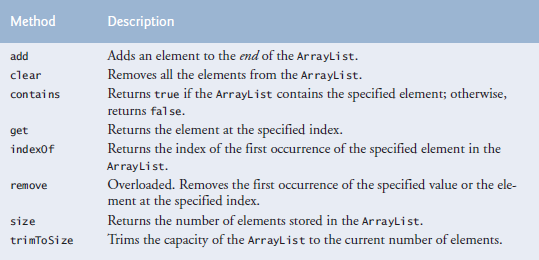 Method Description
add Adds an element to the end of the ArrayList.
clear Removes all the elements from the ArrayList.
contains Returns true if the ArrayList contains the specified element; otherwise,
returns false.
get Returns the element at the specified index.
indexOf Returns the index of the first occurrence of the specified element in the
ArrayList.
remove Overloaded. Removes the first occurrence of the specified value or the ele-
ment at the specified index.
size Returns the number of elements stored in the ArrayList.
trimToSize Trims the capacity of the ArrayList to the current number of elements.